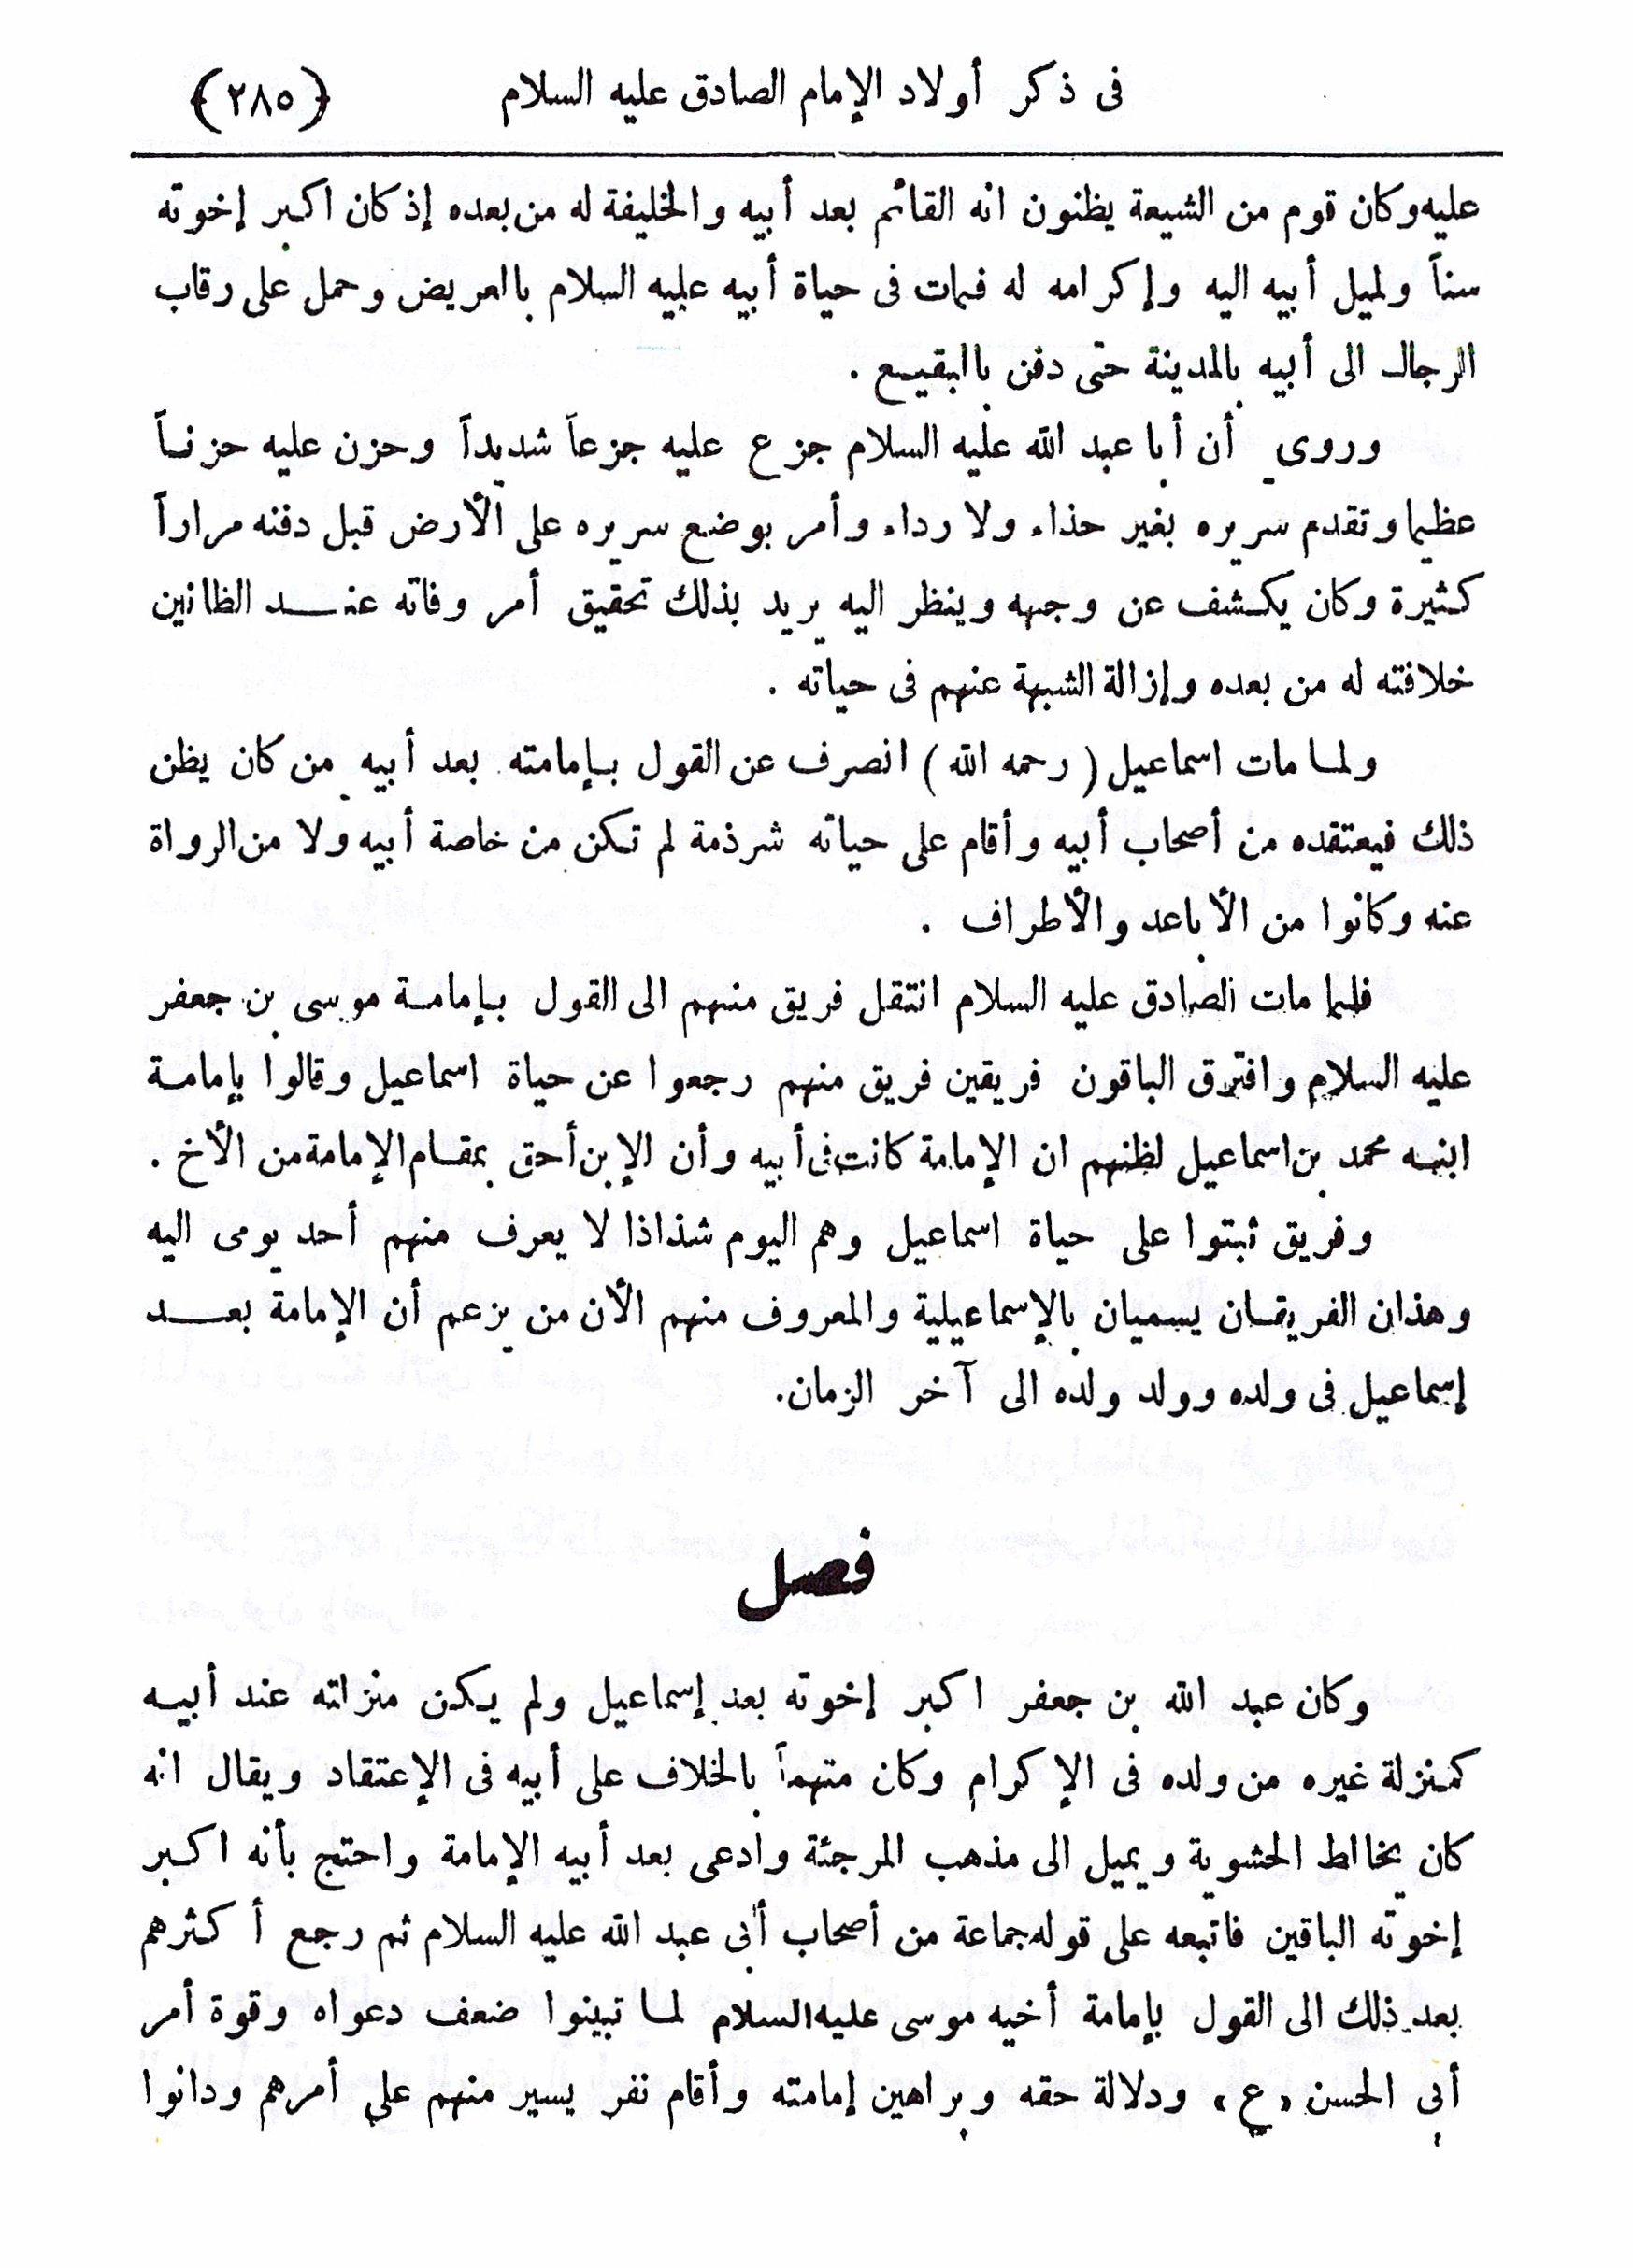 فى ذكر أولاد الإمام الصادق عليه السلام (٢٨٥)
عليه وكان قوم من الشيعة يظنون انه القائم بعد أبيه والخليفة له من بعده إذ كان اكبر إخوته
سناً ولميل أبيه اليه وإكرامه له فمات فى حياة أبيه عليه السلام بالعريض وحمل على رقاب
الرجال الى أبيه بالمدينة حتى دفن بالبقيع .
وروى أن أبا عبد الله عليه السلام جزع عليه جزعاً شديداً وحزن عليه حزناً
عظيما وتقدم سريره بغير حذاء ولا رداء وأمر بوضع سريره على الأرض قبل دفنه مراراً
كثيرة وكان يكشف عن وجهه وينظر اليه يريد بذلك تحقيق أمر وفاته عند الظانين
خلافته له من بعده وإزالة الشبهة عنهم فى حياته .
ولما مات اسماعيل ( رحمه الله ) انصرف عن القول بإمامته بعد أبيه من كان يظن
ذلك فيعتقده من أصحاب أبيه وأقام على حياته شرذمة لم تكن من خاصة أبيه ولا من الرواة
عنه وكانوا من الأباعد والأطراف .
فلما مات الصادق عليه السلام انتقل فريق منهم الى القول بإمامة موسى بن جعفر
عليه السلام وافترق الباقون فريقين فريق منهم رجعوا عن حياة اسماعيل وقالوا بإمامة
ابنه محمد بن اسماعيل لظنهم ان الإمامة كانت فى أبيه وأن الإبن أحق بمقام الإمامة من الأخ .
وفريق ثبتوا على حياة اسماعيل وهم اليوم شذاذا لا يعرف منهم أحد يومى اليه
وهذان الفريقان يسميان بالإسماعيلية والمعروف منهم الأن من يزعم أن الإمامة بعد
إسماعيل فى ولده وولد ولده الى آخر الزمان.
فصل
وكان عبد الله بن جعفر اكبر إخوته بعد إسماعيل ولم يكن منزلته عند أبيه
كمنزلة غيره من ولده فى الإكرام وكان متهماً بالخلاف على أبيه فى الإعتقاد ويقال انه
كان يخالط الحشوية ويميل الى مذهب المرجئة وادعى بعد أبيه الإمامة واحتج بأنه اكبر
إخوته الباقين فاتبعه على قوله جماعة من أصحاب أبى عبد الله عليه السلام ثم رجع أكثرهم
بعد ذلك الى القول بإمامة أخيه موسى عليه السلام لما تبينوا ضعف دعواه وقوة أمر
أبى الحسن «ع» ودلالة حقه وبراهين إمامته وأقام نفر يسير منهم على أمرهم ودانوا